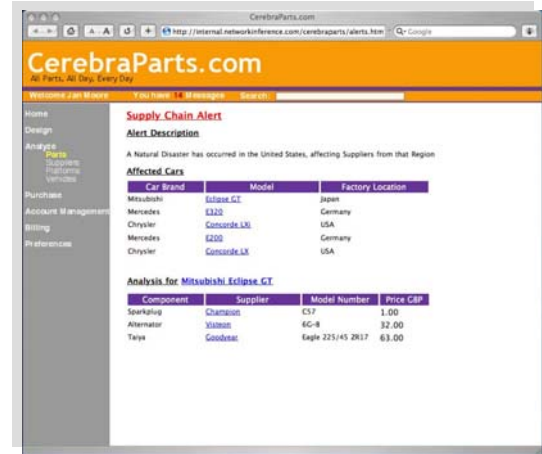 CerebraParts.com
A A
http://internal.networkinference.com/cerebraparts/alerts.htm
Q- Google
CerebraParts.com
All Parts, All Day, Every Day
Welcome Jan Moore You have 14 Messages Search:
Home
Design
Analyze
Parts
Suppliers
Platforms
Vehicles
Purchase
Account Management
Billing
Preferences
Supply Chain Alert
Alert Description
A Natural Disaster has occurred in the United States, affecting Suppliers from that Region
Affected Cars
Car Brand Model Factory Location
Mitsubishi Eclipse GT Japan
Mercedes E320 Germany
Chrysler Concorde LXi USA
Mercedes E200 Germany
Chrysler Concorde LX USA
Analysis for Mitsubishi Eclipse GT
Component Supplier Model Number Price GBP
Sparkplug Champion C57 1.00
Alternator Visteon 6G-8 32.00
Taiya Goodyear Eagle 225/45 ZR17 63.00